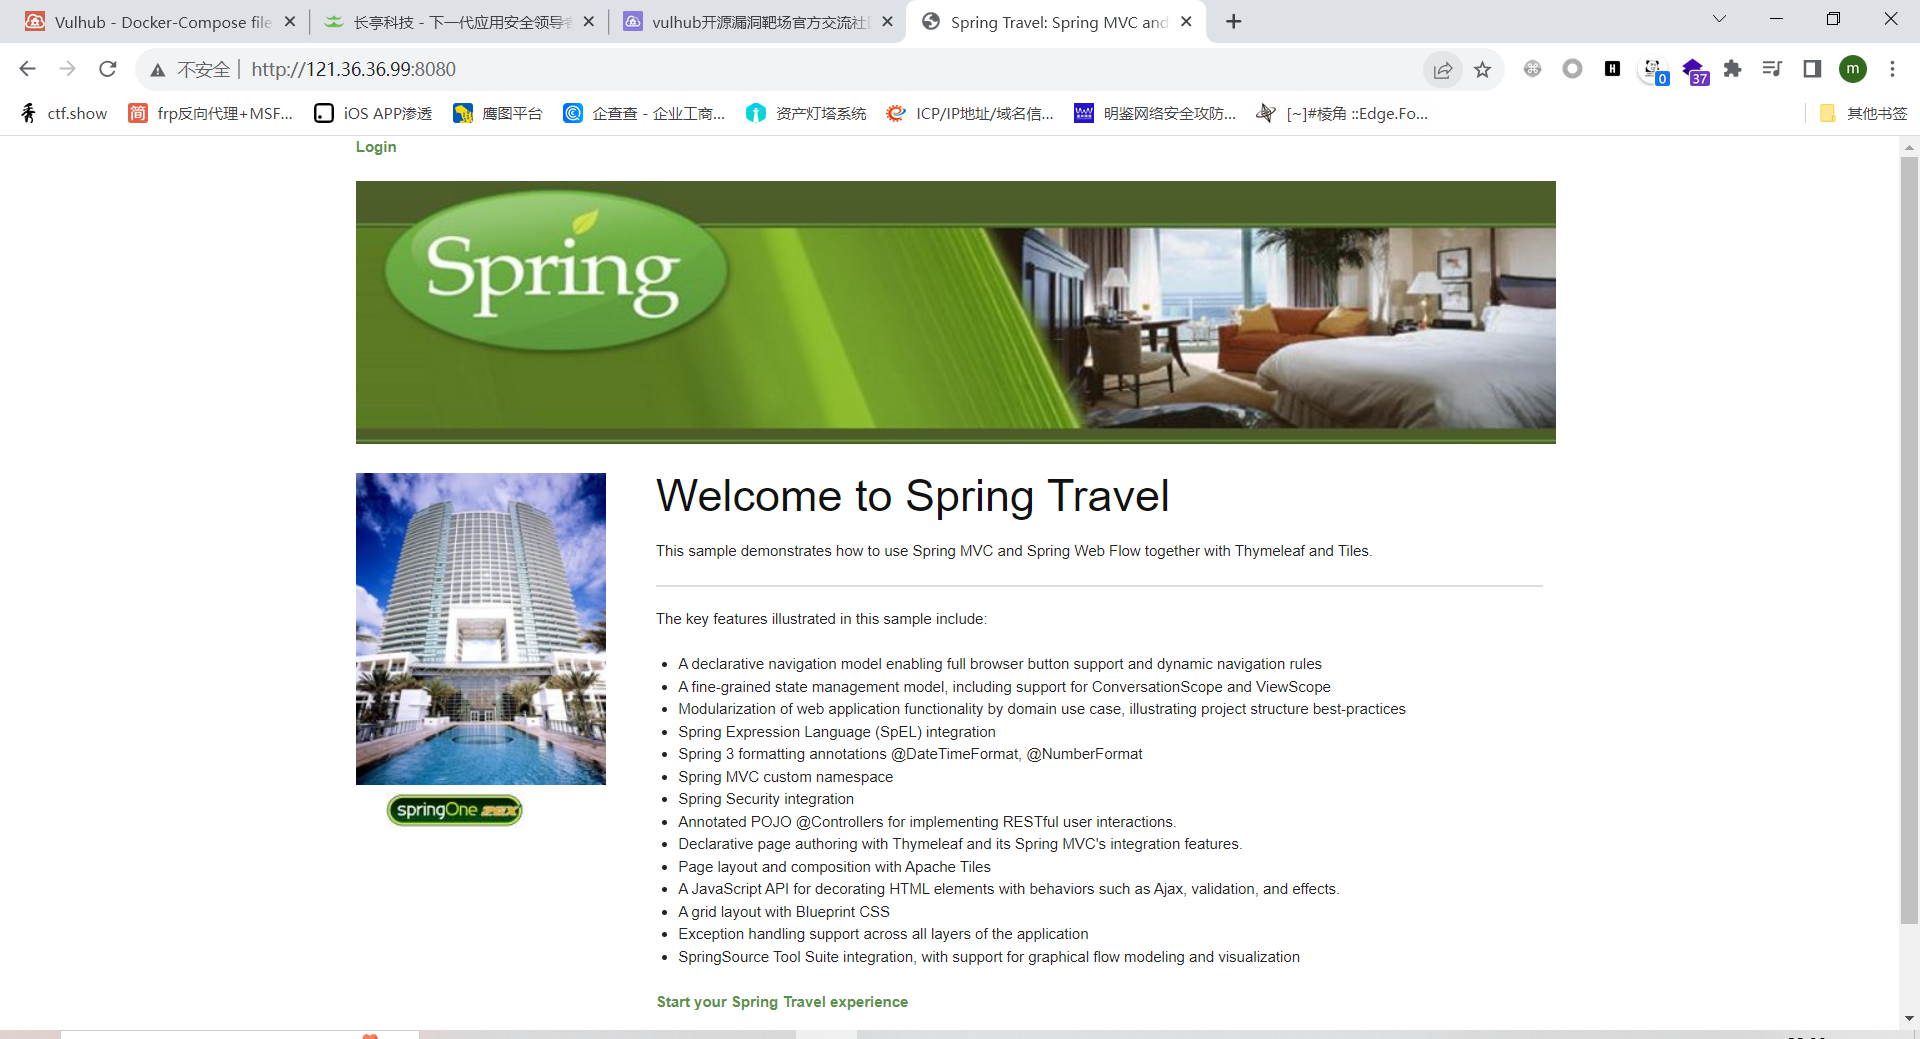 Vulhub - Docker-Compose file
长亭科技 - 下一代应用安全领导者
vulhub开源漏洞靶场官方交流社区
Spring Travel: Spring MVC and
不安全 http://121.36.36.99:8080
H
0
37
m
ctf.show
简 frp反向代理+MSF...
iOS APP渗透
鹰图平台
企查查 - 企业工商...
资产灯塔系统
ICP/IP地址/域名信...
明鉴网络安全攻防...
[~]#棱角 ::Edge.Fo...
其他书签
Login
Spring
springOne 2GX
Welcome to Spring Travel
This sample demonstrates how to use Spring MVC and Spring Web Flow together with Thymeleaf and Tiles.
The key features illustrated in this sample include:
A declarative navigation model enabling full browser button support and dynamic navigation rules
A fine-grained state management model, including support for ConversationScope and ViewScope
Modularization of web application functionality by domain use case, illustrating project structure best-practices
Spring Expression Language (SpEL) integration
Spring 3 formatting annotations @DateTimeFormat, @NumberFormat
Spring MVC custom namespace
Spring Security integration
Annotated POJO @Controllers for implementing RESTful user interactions.
Declarative page authoring with Thymeleaf and its Spring MVC's integration features.
Page layout and composition with Apache Tiles
A JavaScript API for decorating HTML elements with behaviors such as Ajax, validation, and effects.
A grid layout with Blueprint CSS
Exception handling support across all layers of the application
SpringSource Tool Suite integration, with support for graphical flow modeling and visualization
Start your Spring Travel experience